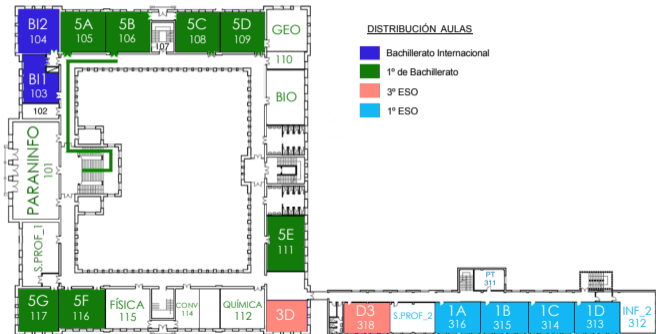 BI2
104
5A
105
5B
106
107
5C
108
5D
109
GEO
110
BI1
103
102
BIO
PARANINFO
101
S.PROF_1
5E
111
5G
117
5F
116
FÍSICA
115
CONV
114
QUÍMICA
112
3D
D3
318
S.PROF_2
1A
316
1B
315
PT
311
1C
314
1D
313
INF_2
312
DISTRIBUCIÓN AULAS
Bachillerato Internacional
1º de Bachillerato
3º ESO
1º ESO